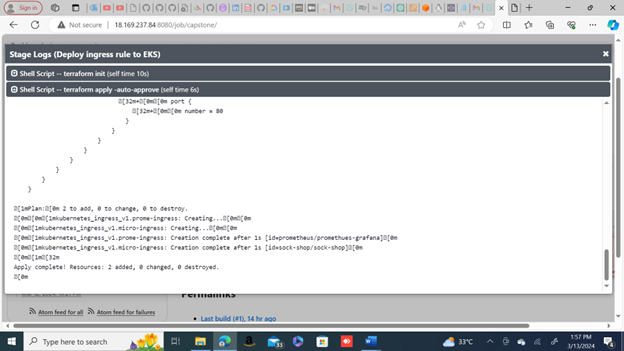 Sign in
Not secure
18.169.237.84:8080/job/capstone/
Stage Logs (Deploy ingress rule to EKS)
Shell Script -- terraform init (self time 10s)
Shell Script -- terraform apply -auto-approve (self time 6s)
[32m+[0m[0m port {
[32m+[0m[0m number = 80
}
}
}
}
}
}
}
}
[1mPlan:[0m 2 to add, 0 to change, 0 to destroy.
[0m[0m[1mkubernetes_ingress_v1.prome-ingress: Creating...[0m[0m
[0m[0m[1mkubernetes_ingress_v1.micro-ingress: Creating...[0m[0m
[0m[0m[1mkubernetes_ingress_v1.prome-ingress: Creation complete after 1s [id=prometheus/promethues-grafana][0m
[0m[0m[1mkubernetes_ingress_v1.micro-ingress: Creation complete after 1s [id=sock-shop/sock-shop][0m
[0m[1m[32m
Apply complete! Resources: 2 added, 0 changed, 0 destroyed.
[0m
Atom feed for all
Atom feed for failures
Permalinks
Last build (#1), 14 hr ago
Type here to search
33
33°C
1:57 PM
3/13/2024
4